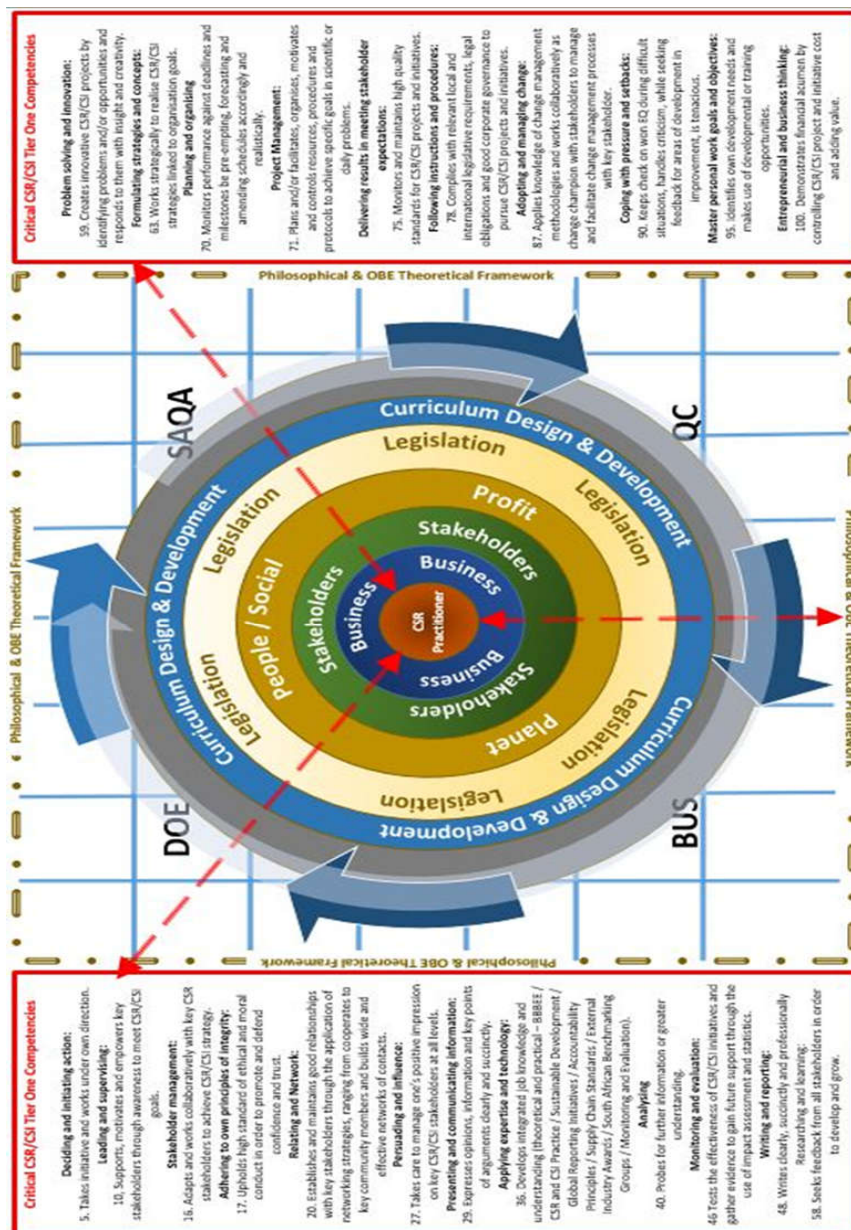 Critical CSR/CSI Tier One Competencies
Deciding and initiating action:
5. Takes initiative and works under own direction.
Leading and supervising:
10, Supports, motivates and empowers key
stakeholders through awareness to meet CSR/CSI
goals.
Stakeholder management:
16. Adapts and works collaboratively with key CSR
stakeholders to achieve CSR/CSI strategy.
Adhering to own principles of integrity:
17. Upholds high standard of ethical and moral
conduct in order to promote and defend
confidence and trust.
Relating and Network:
20. Establishes and maintains good relationships
with key stakeholders through the application of
networking strategies, ranging from cooperates to
key community members and builds wide and
effective networks of contacts.
Persuading and influence:
27. Takes care to manage one's positive impression
on key CSR/CSI stakeholders at all levels.
Presenting and communicating information:
29. Expresses opinions, information and key points
of arguments clearly and succinctly.
Applying expertise and technology:
36. Develops integrated job knowledge and
understanding (theoretical and practical – BBBEE /
CSR and CSI Practice / Sustainable Development /
Global Reporting Initiatives / Accountability
Principles / Supply Chain Standards / External
Industry Awards / South African Benchmarking
Groups / Monitoring and Evaluation).
Analysing
40. Probes for further information or greater
understanding.
Monitoring and evaluation:
46 Tests the effectiveness of CSR/CSI initiatives and
gather evidence to gain future support through the
use of impact assessment and statistics.
Writing and reporting:
48. Writes clearly, succinctly and professionally
Researching and learning:
58. Seeks feedback from all stakeholders in order
to develop and grow.
Philosophical & OBE Theoretical Framework
Philosophical & OBE Theoretical Framework
Philosophical & OBE Theoretical Framework
Philosophical & OBE Theoretical Framework
DOE
SAQA
BUS
QC
Curriculum Design & Development
Curriculum Design & Development
Curriculum Design & Development
Legislation
Legislation
Legislation
Legislation
Legislation
Legislation
People / Social
Profit
Planet
Stakeholders
Stakeholders
Stakeholders
Business
Business
Business
CSR
Practitioner
Critical CSR/CSI Tier One Competencies
Problem solving and innovation:
59. Creates innovative CSR/CSI projects by
identifying problems and/or opportunities and
responds to them with insight and creativity.
Formulating strategies and concepts:
63. Works strategically to realise CSR/CSI
strategies linked to organisation goals.
Planning and organising
70. Monitors performance against deadlines and
milestones be pre-empting, forecasting and
amending schedules accordingly and
realistically.
Project Management:
71. Plans and/or facilitates, organises, motivates
and controls resources, procedures and
protocols to achieve specific goals in scientific or
daily problems.
Delivering results in meeting stakeholder
expectations:
75. Monitors and maintains high quality
standards for CSR/CSI projects and initiatives.
Following instructions and procedures:
78. Complies with relevant local and
international legislative requirements, legal
obligations and good corporate governance to
pursue CSR/CSI projects and initiatives.
Adopting and managing change:
87. Applies knowledge of change management
methodologies and works collaboratively as
change champion with stakeholders to manage
and facilitate change management processes
with key stakeholder.
Coping with pressure and setbacks:
90. Keeps check on won EQ during difficult
situations, handles criticism, while seeking
feedback for areas of development in
improvement, is tenacious.
Master personal work goals and objectives:
95. Identifies own development needs and
makes use of developmental or training
opportunities.
Entrepreneurial and business thinking:
100. Demonstrates financial acumen by
controlling CSR/CSI project and initiative cost
and adding value.